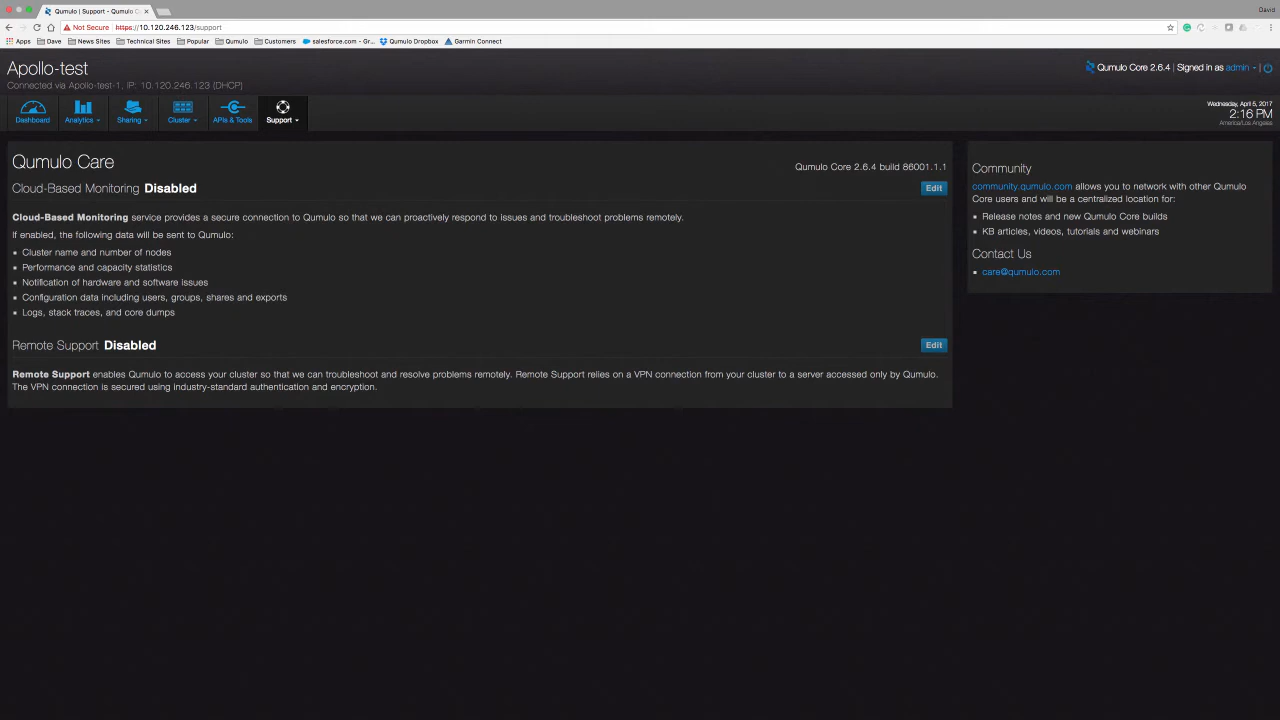 Qumulo | Support - Qumulo C
David
Not Secure https://10.120.246.123/support
Apps Dave News Sites Technical Sites Popular Qumulo Customers salesforce.com - Gr... Qumulo Dropbox Garmin Connect
Apollo-test
Connected via Apollo-test-1, IP: 10.120.246.123 (DHCP)
Qumulo Core 2.6.4 | Signed in as admin
Dashboard Analytics Sharing Cluster APIs & Tools Support
Wednesday, April 5, 2017
2:16 PM
America/Los Angeles
Qumulo Care
Qumulo Core 2.6.4 build 86001.1.1
Cloud-Based Monitoring Disabled
Edit
Cloud-Based Monitoring service provides a secure connection to Qumulo so that we can proactively respond to issues and troubleshoot problems remotely.
If enabled, the following data will be sent to Qumulo:
Cluster name and number of nodes
Performance and capacity statistics
Notification of hardware and software issues
Configuration data including users, groups, shares and exports
Logs, stack traces, and core dumps
Remote Support Disabled
Edit
Remote Support enables Qumulo to access your cluster so that we can troubleshoot and resolve problems remotely. Remote Support relies on a VPN connection from your cluster to a server accessed only by Qumulo.
The VPN connection is secured using industry-standard authentication and encryption.
Community
community.qumulo.com allows you to network with other Qumulo
Core users and will be a centralized location for:
Release notes and new Qumulo Core builds
KB articles, videos, tutorials and webinars
Contact Us
care@qumulo.com